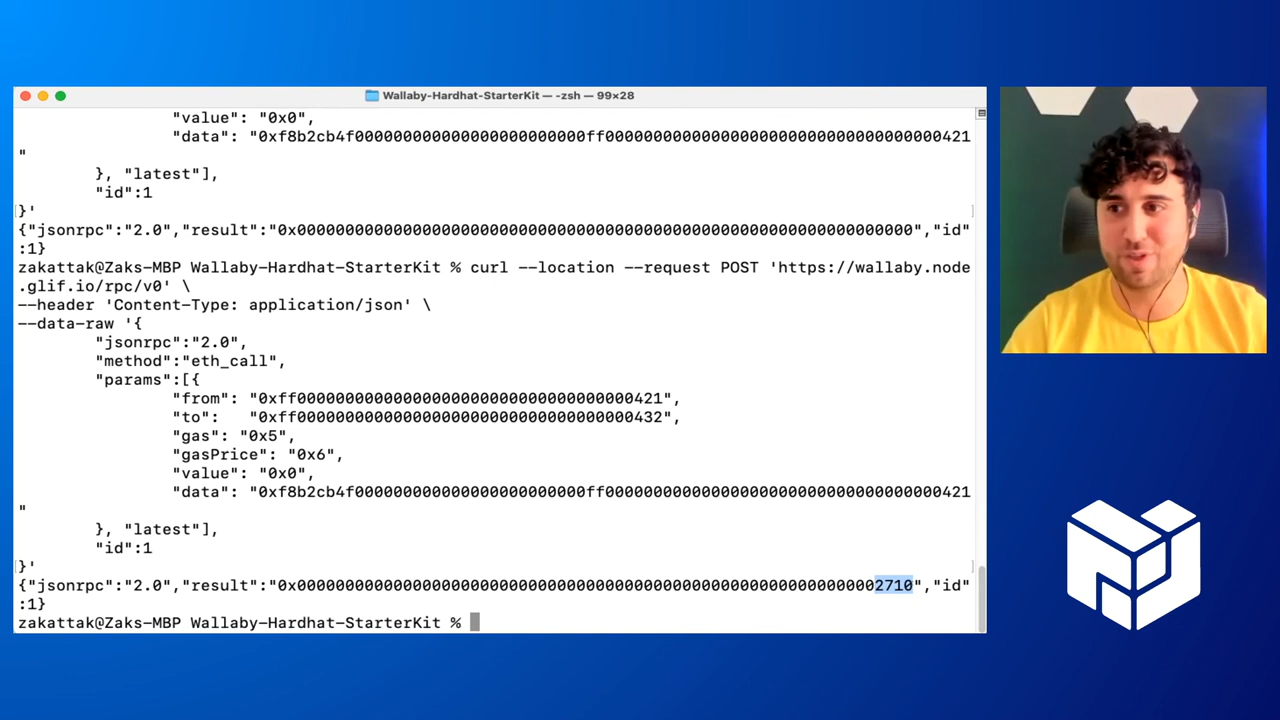 Wallaby-Hardhat-StarterKit — -zsh — 99×28
"value": "0x0",
"data": "0xf8b2cb4f000000000000000000000000ff00000000000000000000000000000000000421
"
}, "latest"],
"id":1
}'
{"jsonrpc":"2.0","result":"0x0000000000000000000000000000000000000000000000000000000000000000","id"
:1}
zakattak@Zaks-MBP Wallaby-Hardhat-StarterKit % curl --location --request POST 'https://wallaby.node
.glif.io/rpc/v0' \
--header 'Content-Type: application/json' \
--data-raw '{
"jsonrpc":"2.0",
"method":"eth_call",
"params":[{
"from": "0xff00000000000000000000000000000000000421",
"to":   "0xff00000000000000000000000000000000000432",
"gas": "0x5",
"gasPrice": "0x6",
"value": "0x0",
"data": "0xf8b2cb4f000000000000000000000000ff00000000000000000000000000000000000421
"
}, "latest"],
"id":1
}'
{"jsonrpc":"2.0","result":"0x0000000000000000000000000000000000000000000000000000000000002710","id"
:1}
zakattak@Zaks-MBP Wallaby-Hardhat-StarterKit %